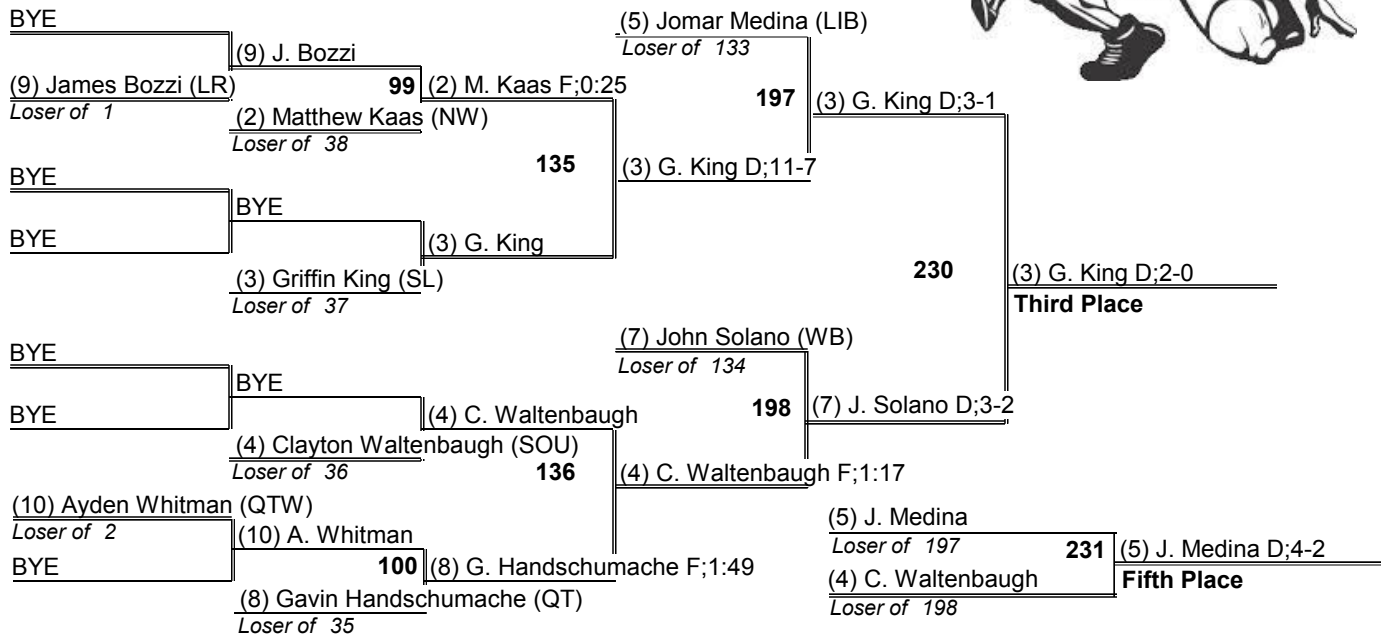 BYE
(5) Jomar Medina (LIB)
Loser of 133
(9) J. Bozzi
(9) James Bozzi (LR)
Loser of 1
99
(2) M. Kaas F;0:25
197
(3) G. King D;3-1
(2) Matthew Kaas (NW)
Loser of 38
135
(3) G. King D;11-7
BYE
BYE
BYE
(3) G. King
230
(3) G. King D;2-0
Third Place
(3) Griffin King (SL)
Loser of 37
(7) John Solano (WB)
Loser of 134
BYE
BYE
BYE
(4) C. Waltenbaugh
198
(7) J. Solano D;3-2
(4) Clayton Waltenbaugh (SOU)
Loser of 36
136
(4) C. Waltenbaugh F;1:17
(10) Ayden Whitman (QTW)
Loser of 2
(10) A. Whitman
BYE
100
(8) G. Handschumache F;1:49
(8) Gavin Handschumache (QT)
Loser of 35
(5) J. Medina
Loser of 197
231
(5) J. Medina D;4-2
Fifth Place
(4) C. Waltenbaugh
Loser of 198